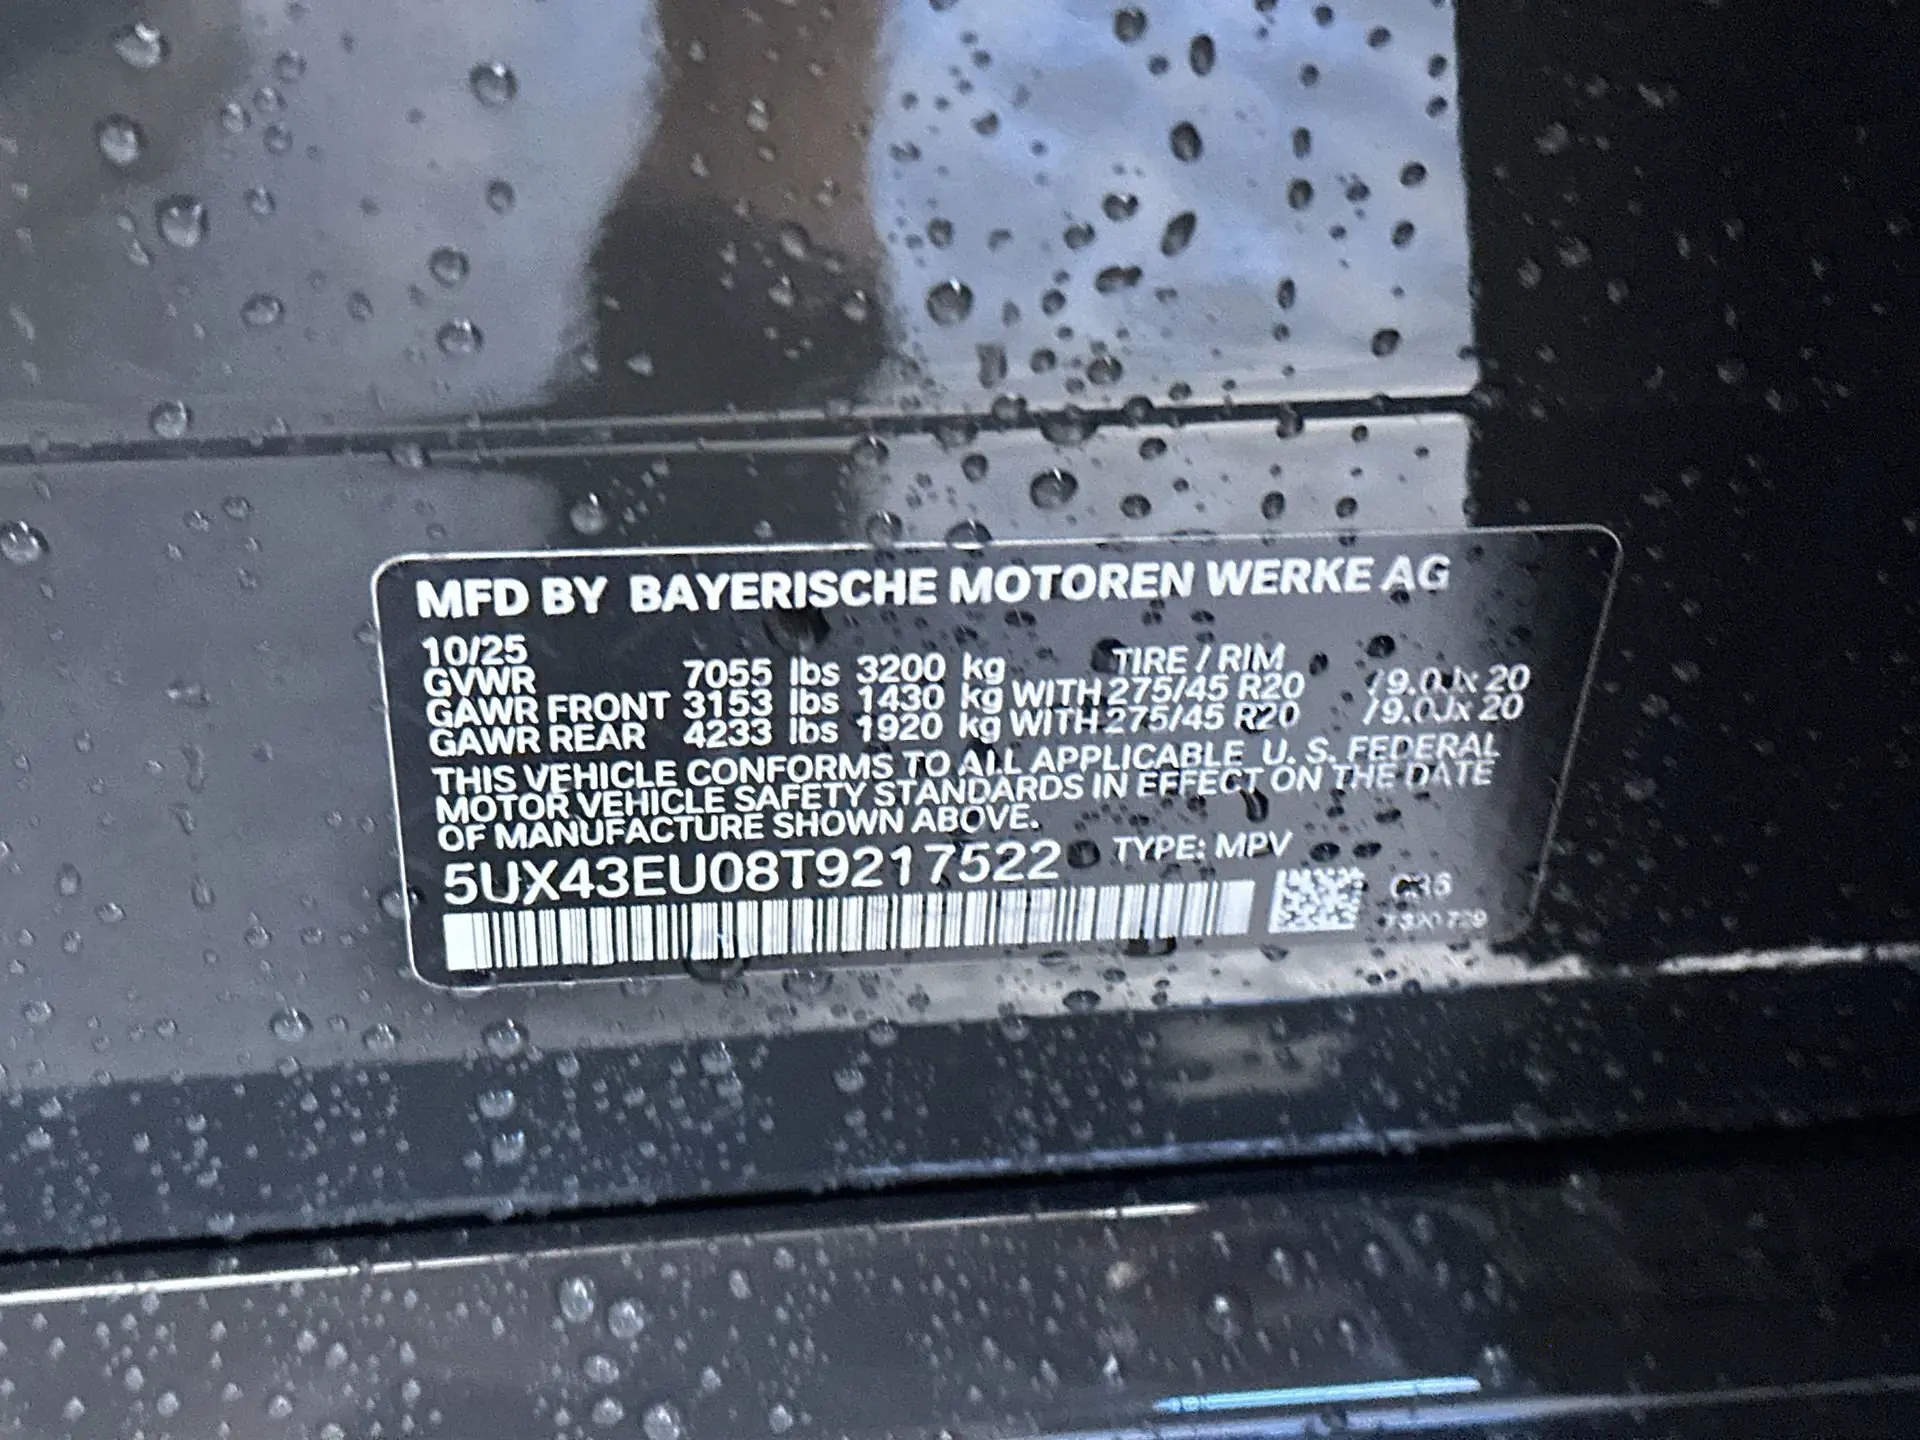 MFD BY BAYERISCHE MOTOREN WERKE AG
10/25 TIRE / RIM
GVWR 7055 lbs 3200 kg
GAWR FRONT 3153 lbs 1430 kg WITH 275/45 R20 /9.0Jx 20
GAWR REAR 4233 lbs 1920 kg WITH 275/45 R20 /9.0Jx 20
THIS VEHICLE CONFORMS TO ALL APPLICABLE U. S. FEDERAL
MOTOR VEHICLE SAFETY STANDARDS IN EFFECT ON THE DATE
OF MANUFACTURE SHOWN ABOVE.
5UX43EU08T9217522 TYPE: MPV